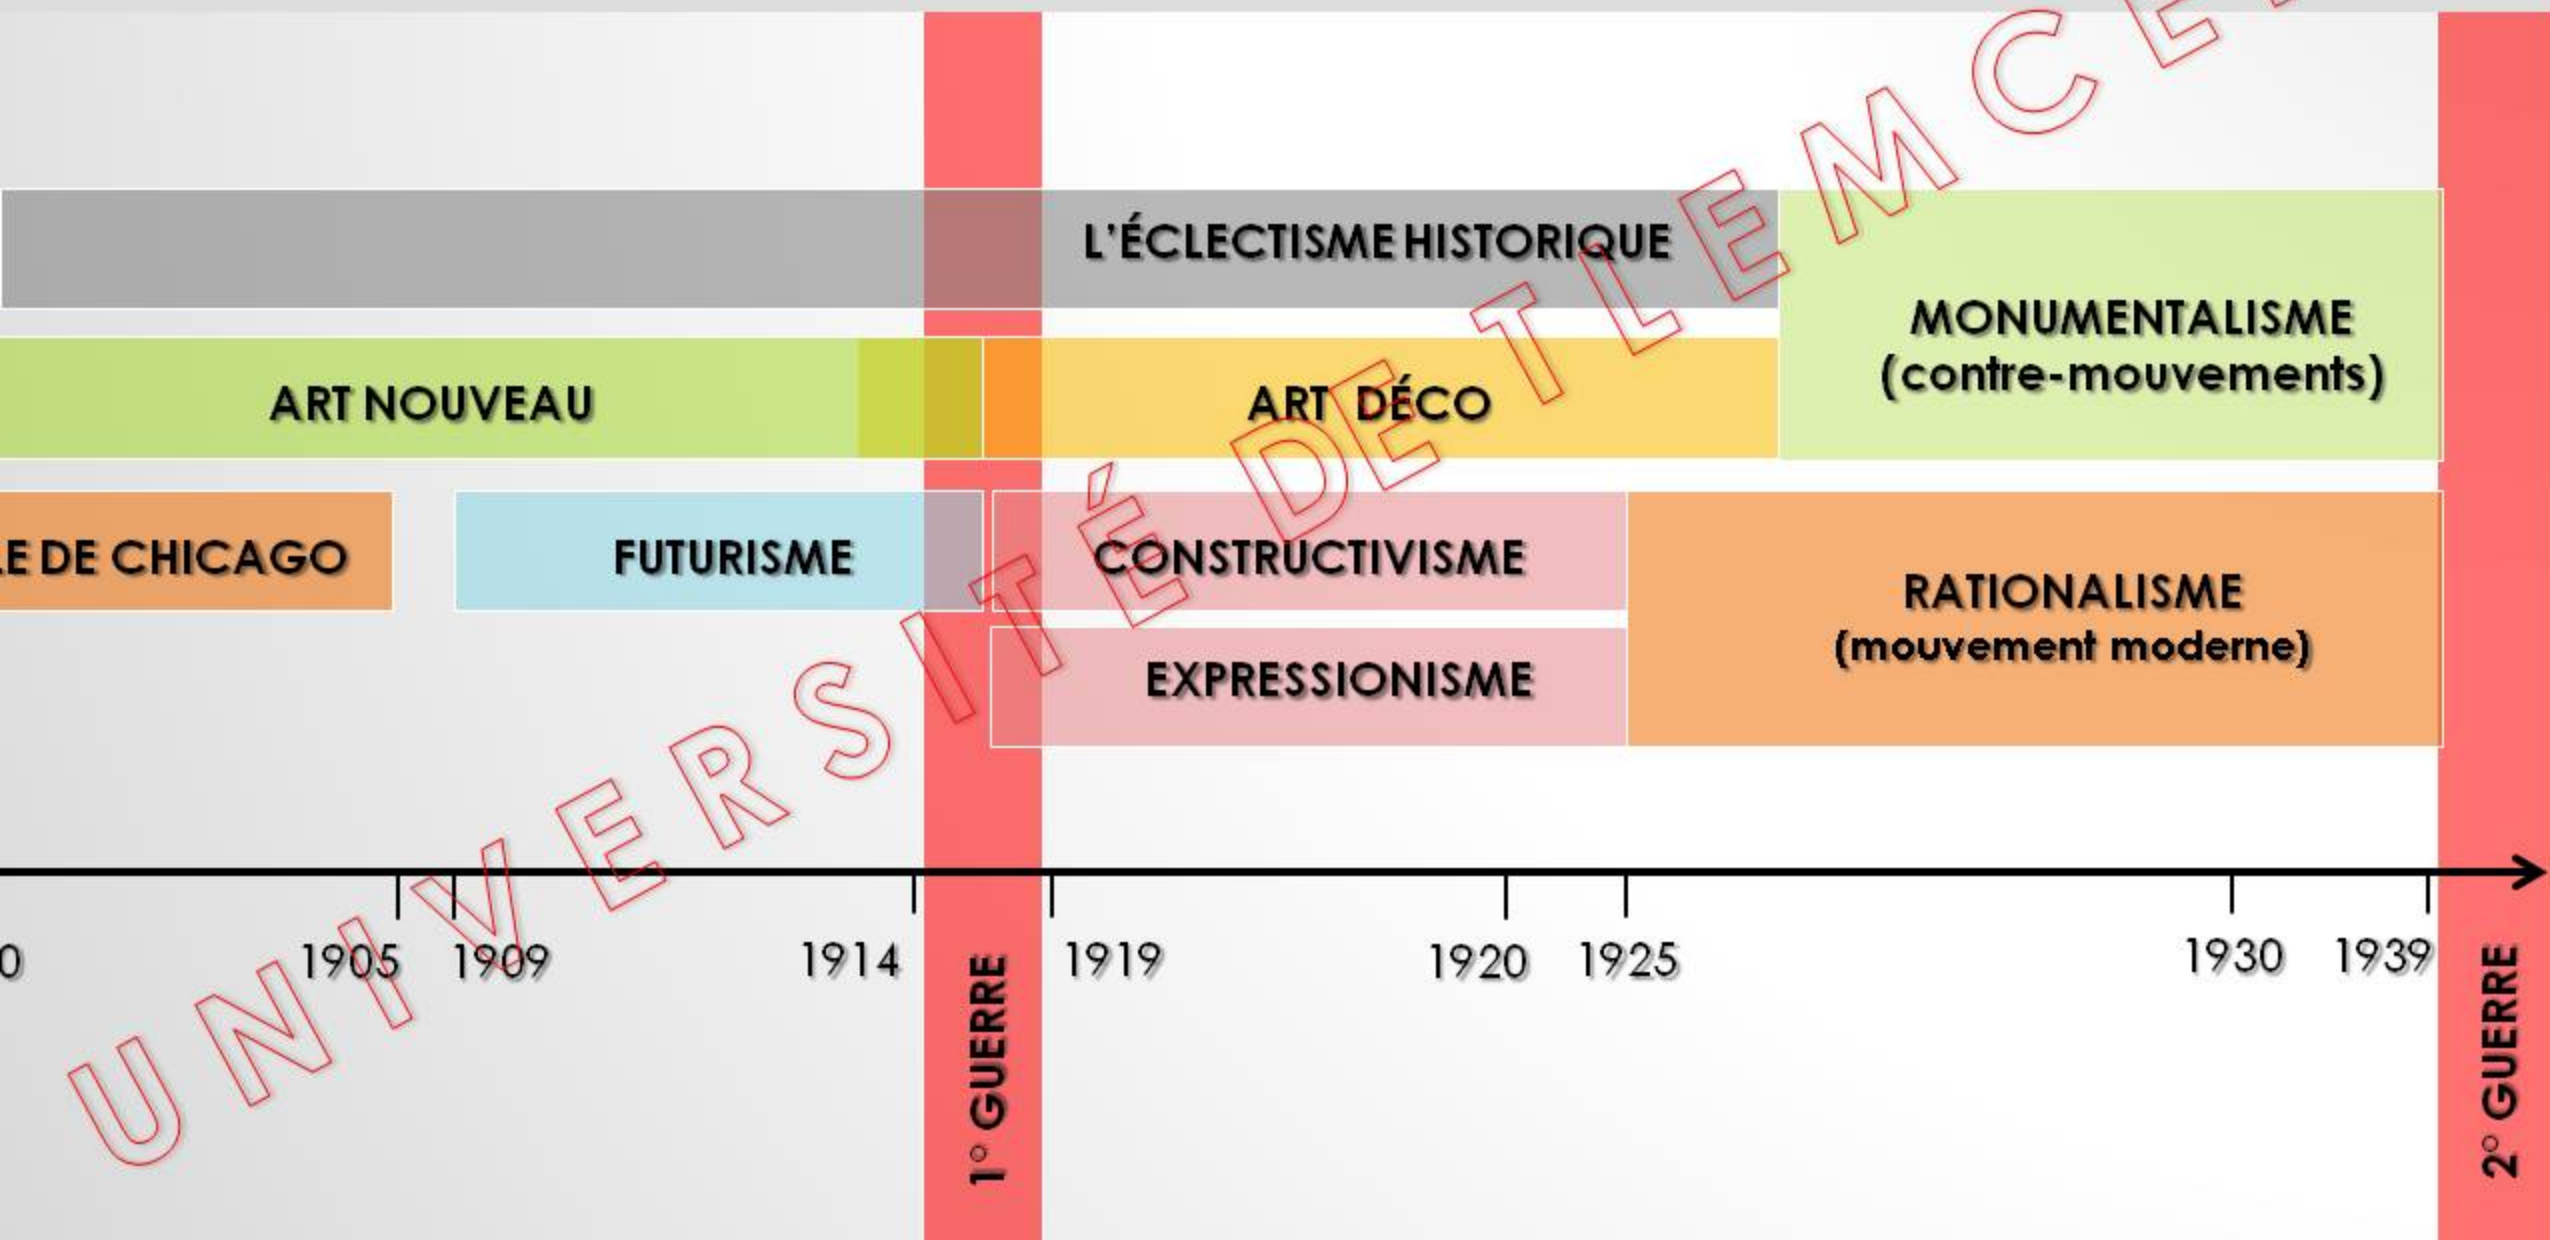 L'ÉCLECTISME HISTORIQUE
MONUMENTALISME
(contre-mouvements)
ART NOUVEAU
ART DÉCO
LE DE CHICAGO
FUTURISME
CONSTRUCTIVISME
RATIONALISME
(mouvement moderne)
EXPRESSIONISME
0
1905
1909
1914
1919
1920
1925
1930
1939
1° GUERRE
2° GUERRE
UNIVERSITÉ DE TLEMCE